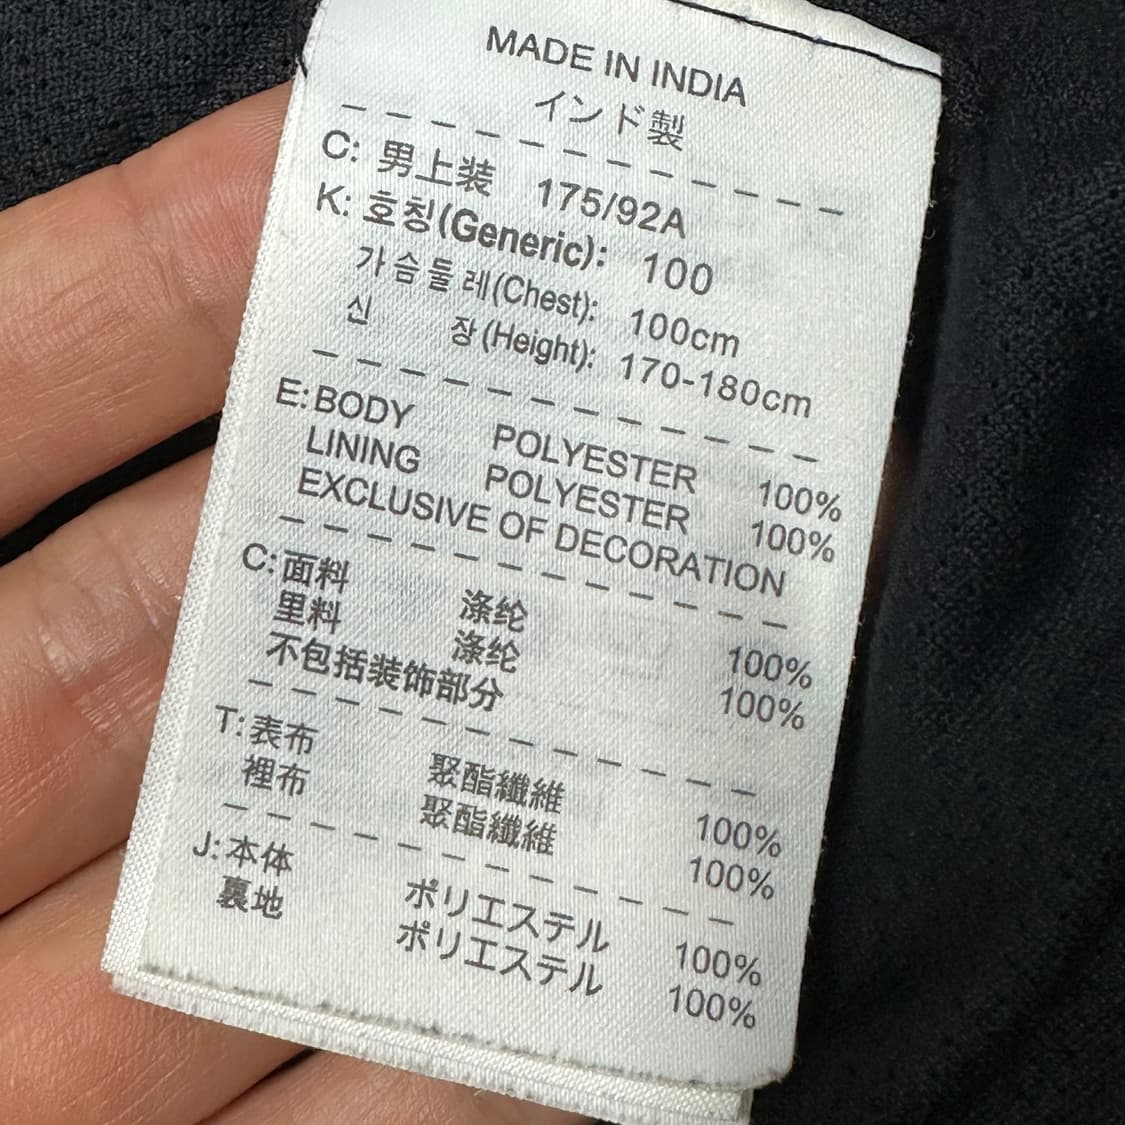 MADE IN INDIA
インド製
C: 男上装 175/92A
K: 호칭(Generic): 100
가슴둘레(Chest): 100cm
신 장(Height): 170-180cm
E: BODY POLYESTER 100%
LINING POLYESTER 100%
EXCLUSIVE OF DECORATION
C: 面料 涤纶 100%
里料 涤纶 100%
不包括装饰部分
T: 表布 聚酯纖維 100%
裡布 聚酯纖維 100%
J: 本体 ポリエステル 100%
裏地 ポリエステル 100%